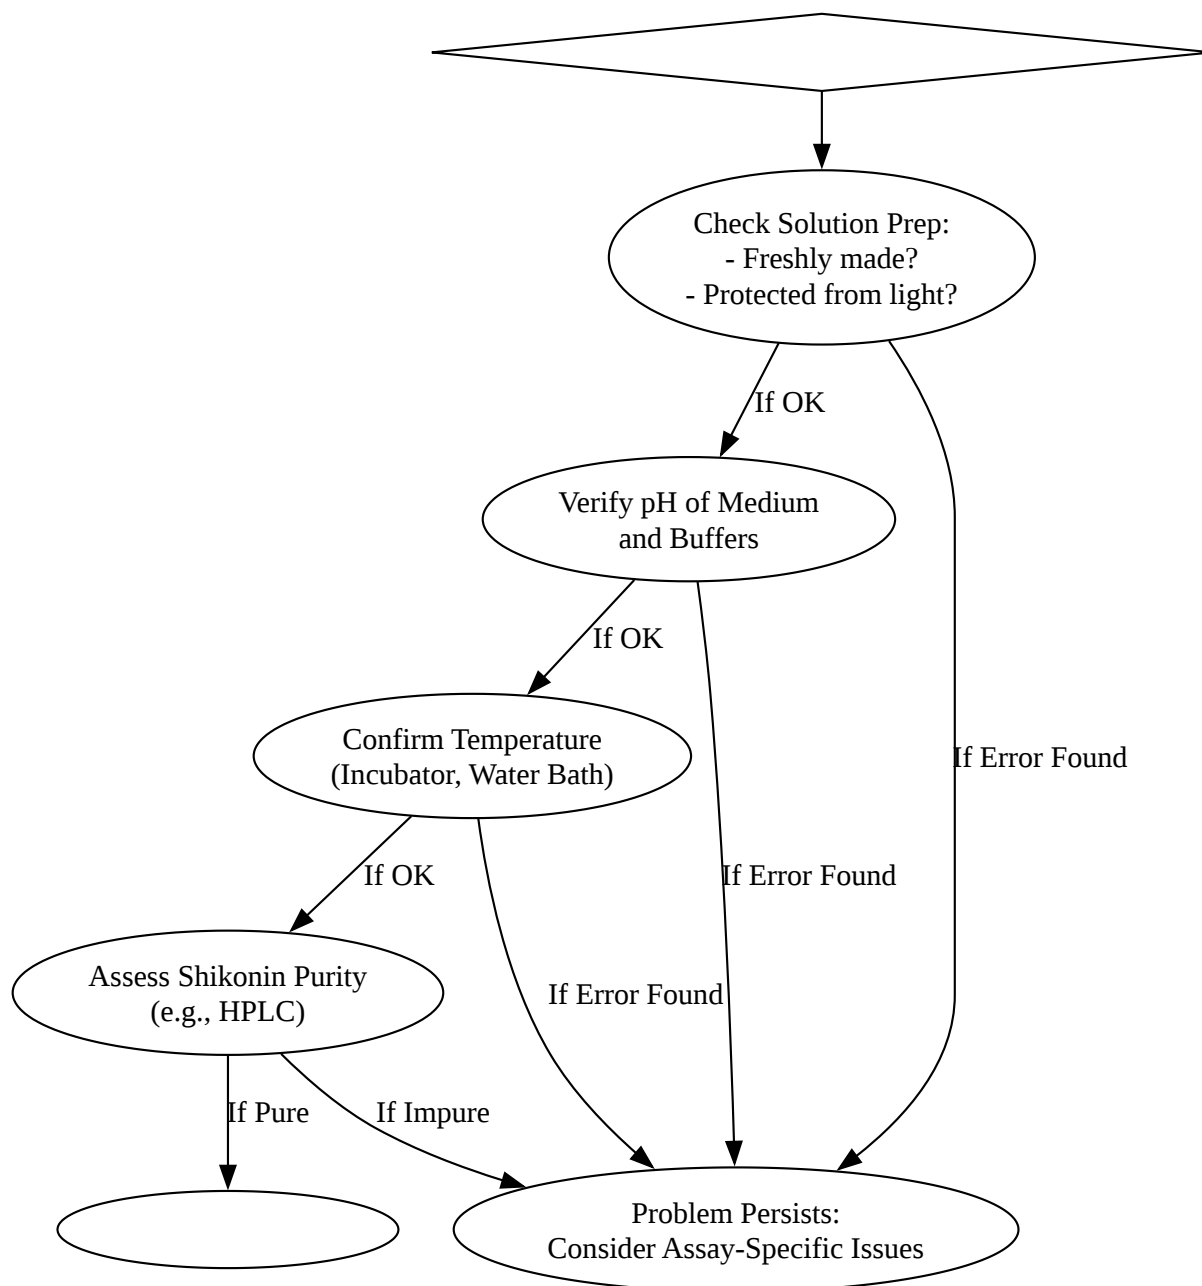 Check Solution Prep:
- Freshly made?
- Protected from light?
If OK
Verify pH of Medium
and Buffers
If OK
Confirm Temperature
(Incubator, Water Bath)
If Error Found
If OK
If Error Found
Assess Shikonin Purity
(e.g., HPLC)
If Error Found
If Pure
If Impure
Problem Persists:
Consider Assay-Specific Issues